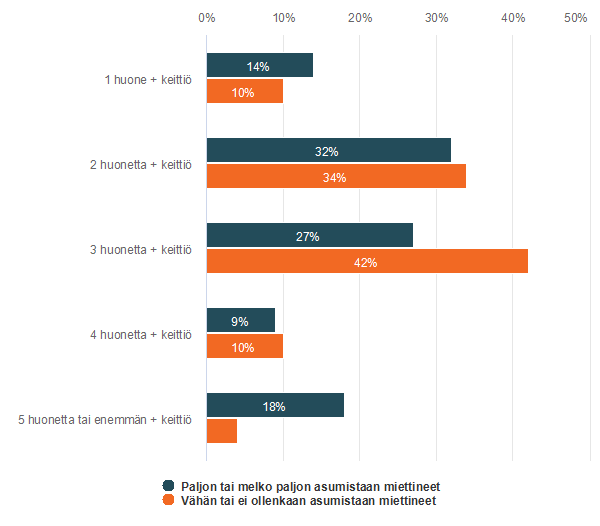 0% 10% 20% 30% 40% 50%
1 huone + keittiö
14%
10%
2 huonetta + keittiö
32%
34%
3 huonetta + keittiö
27%
42%
4 huonetta + keittiö
9%
10%
5 huonetta tai enemmän + keittiö
18%
Paljon tai melko paljon asumistaan miettineet
Vähän tai ei ollenkaan asumistaan miettineet